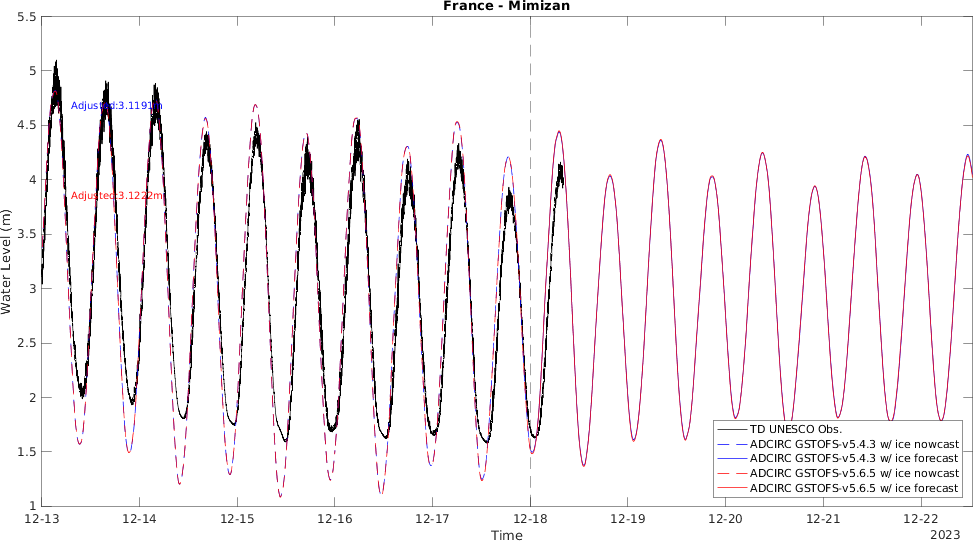 France - Mimizan
5.5
5
4.5
4
3.5
3
2.5
2
1.5
1
Water Level (m)
Adjusted:3.1191m
Adjusted:3.1222m
TD UNESCO Obs.
ADCIRC GSTOFS-v5.4.3 w/ ice nowcast
ADCIRC GSTOFS-v5.4.3 w/ ice forecast
ADCIRC GSTOFS-v5.6.5 w/ ice nowcast
ADCIRC GSTOFS-v5.6.5 w/ ice forecast
12-13 12-14 12-15 12-16 12-17 12-18 12-19 12-20 12-21 12-22
Time
2023